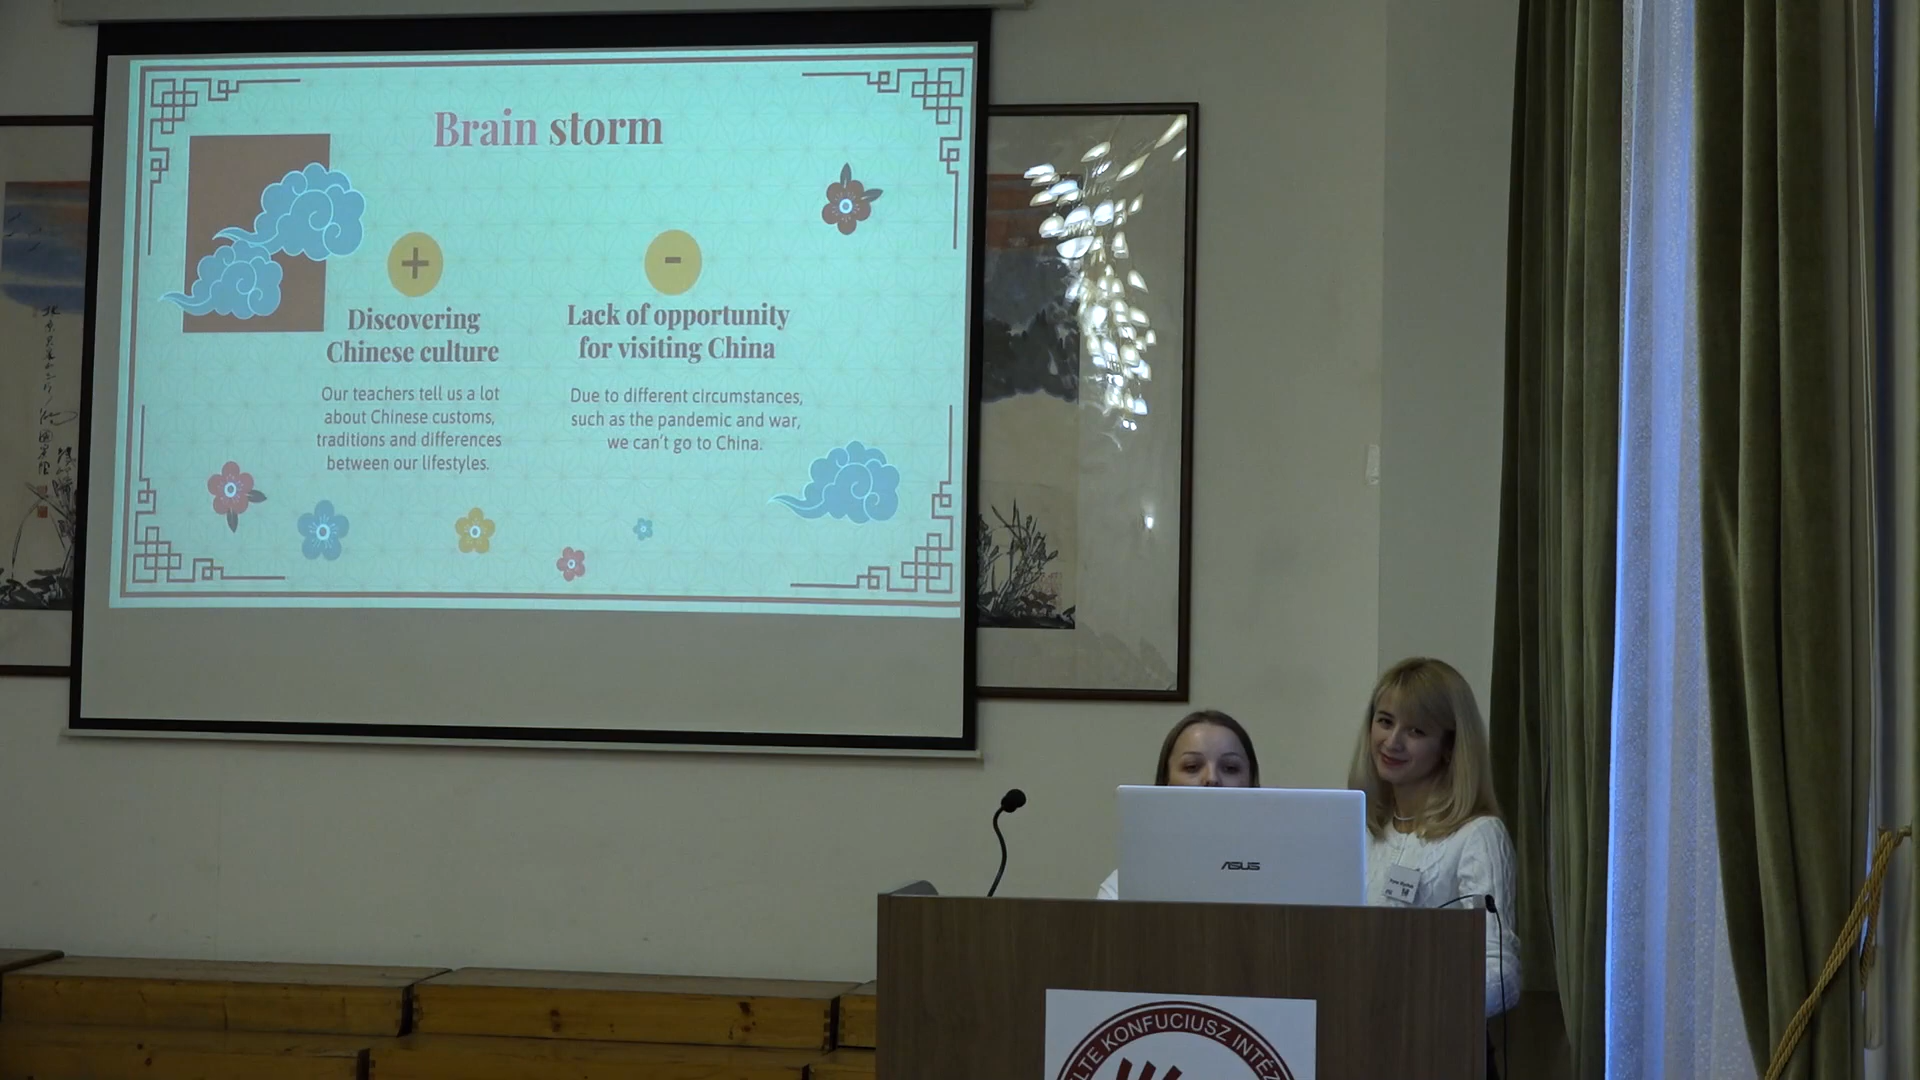 Brain storm
+
-
Discovering
Chinese culture
Our teachers tell us a lot
about Chinese customs,
traditions and differences
between our lifestyles.
Lack of opportunity
for visiting China
Due to different circumstances,
such as the pandemic and war,
we can't go to China.
ASUS
ELTE KONFUCIUSZ INTÉZ